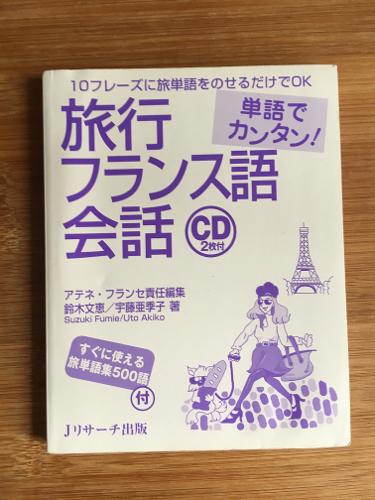 10フレーズに旅単語をのせるだけでOK
単語で
カンタン!
旅行
フランス語
会話
CD
2枚付
アテネ・フランセ責任編集
鈴木文恵/宇藤亜季子 著
Suzuki Fumie/Uto Akiko
すぐに使える
旅単語集500語
付
Jリサーチ出版